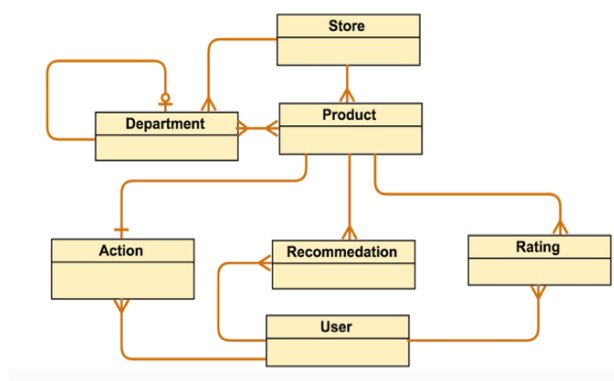 Store
Department
Product
Action
Recommedation
Rating
User